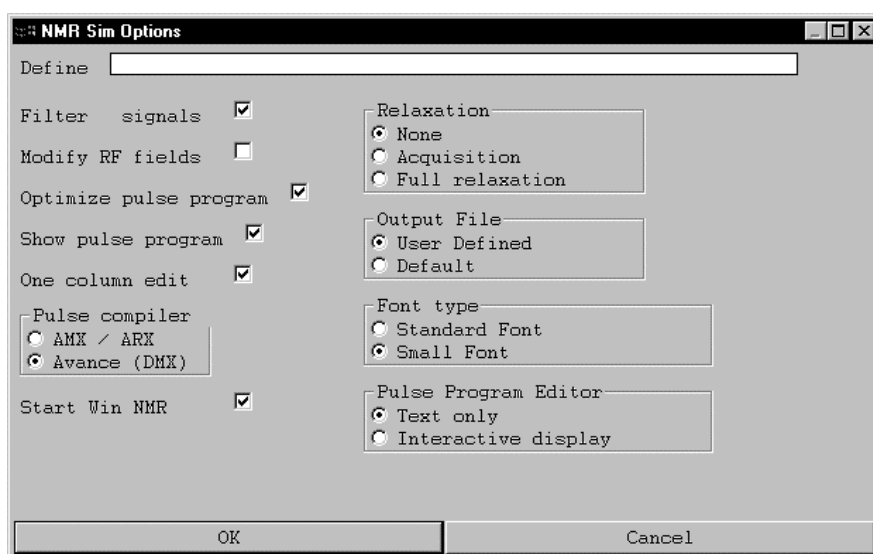 NMR Sim Options
Define
Filter signals
Modify RF fields
Optimize pulse program
Show pulse program
One column edit
Pulse compiler
AMX / ARX
Avance (DMX)
Start Win NMR
Relaxation
None
Acquisition
Full relaxation
Output File
User Defined
Default
Font type
Standard Font
Small Font
Pulse Program Editor
Text only
Interactive display
OK
Cancel